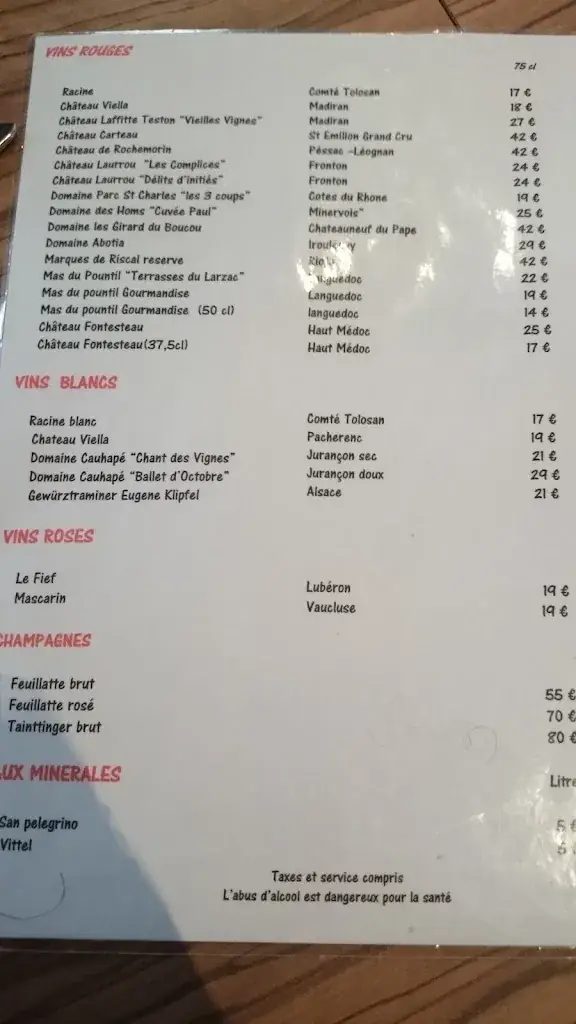 VINS ROUGES
75 cl
Racine Comté Tolosan 17 €
Château Viella Madiran 18 €
Château Laffitte Teston "Vieilles Vignes" Madiran 27 €
Château Carteau St Emilion Grand Cru 42 €
Château de Rochemorin Péssac -Léognan 42 €
Château Laurrou "Les Complices" Fronton 24 €
Château Laurrou "Délits d'initiés" Fronton 24 €
Domaine Parc St Charles "les 3 coups" Cotes du Rhone 19 €
Domaine des Homs "Cuvée Paul" Minervois" 25 €
Domaine les Girard du Boucou Chateauneuf du Pape 42 €
Domaine Abotia 29 €
Marques de Riscal reserve 42 €
Mas du Pountil "Terrasses du Larzac" 22 €
Mas du pountil Gourmandise Languedoc 19 €
Mas du pountil Gourmandise (50 cl) languedoc 14 €
Château Fontesteau Haut Médoc 25 €
Château Fontesteau(37,5cl) Haut Médoc 17 €
VINS BLANCS
Racine blanc Comté Tolosan 17 €
Chateau Viella Pacherenc 19 €
Domaine Cauhapé "Chant des Vignes" Jurançon sec 21 €
Domaine Cauhapé "Ballet d'Octobre" Jurançon doux 29 €
Gewürztraminer Eugene Klipfel Alsace 21 €
VINS ROSES
Le Fief Lubéron 19 €
Mascarin Vaucluse 19 €
CHAMPAGNES
Feuillatte brut 55 €
Feuillatte rosé 70 €
Tainttinger brut 80 €
UX MINERALES
Litre
San pelegrino 5 €
Vittel 5
Taxes et service compris
L'abus d'alcool est dangereux pour la santé